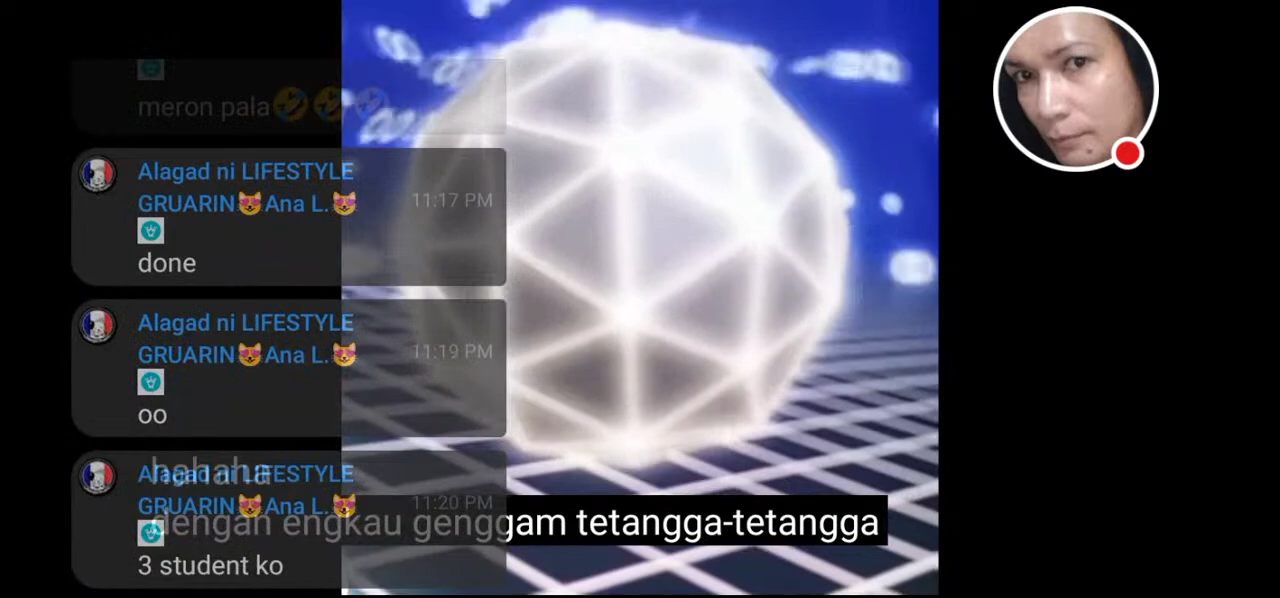 meron pala🤣🤣🤣
Alagad ni LIFESTYLE
GRUARIN😻Ana L.😻
11:17 PM
done
Alagad ni LIFESTYLE
GRUARIN😻Ana L.😻
11:19 PM
oo
Alagad ni LIFESTYLE
GRUARIN😻Ana L.😻
11:20 PM
3 student ko
hahaha
dengan engkau genggam tetangga-tetangga